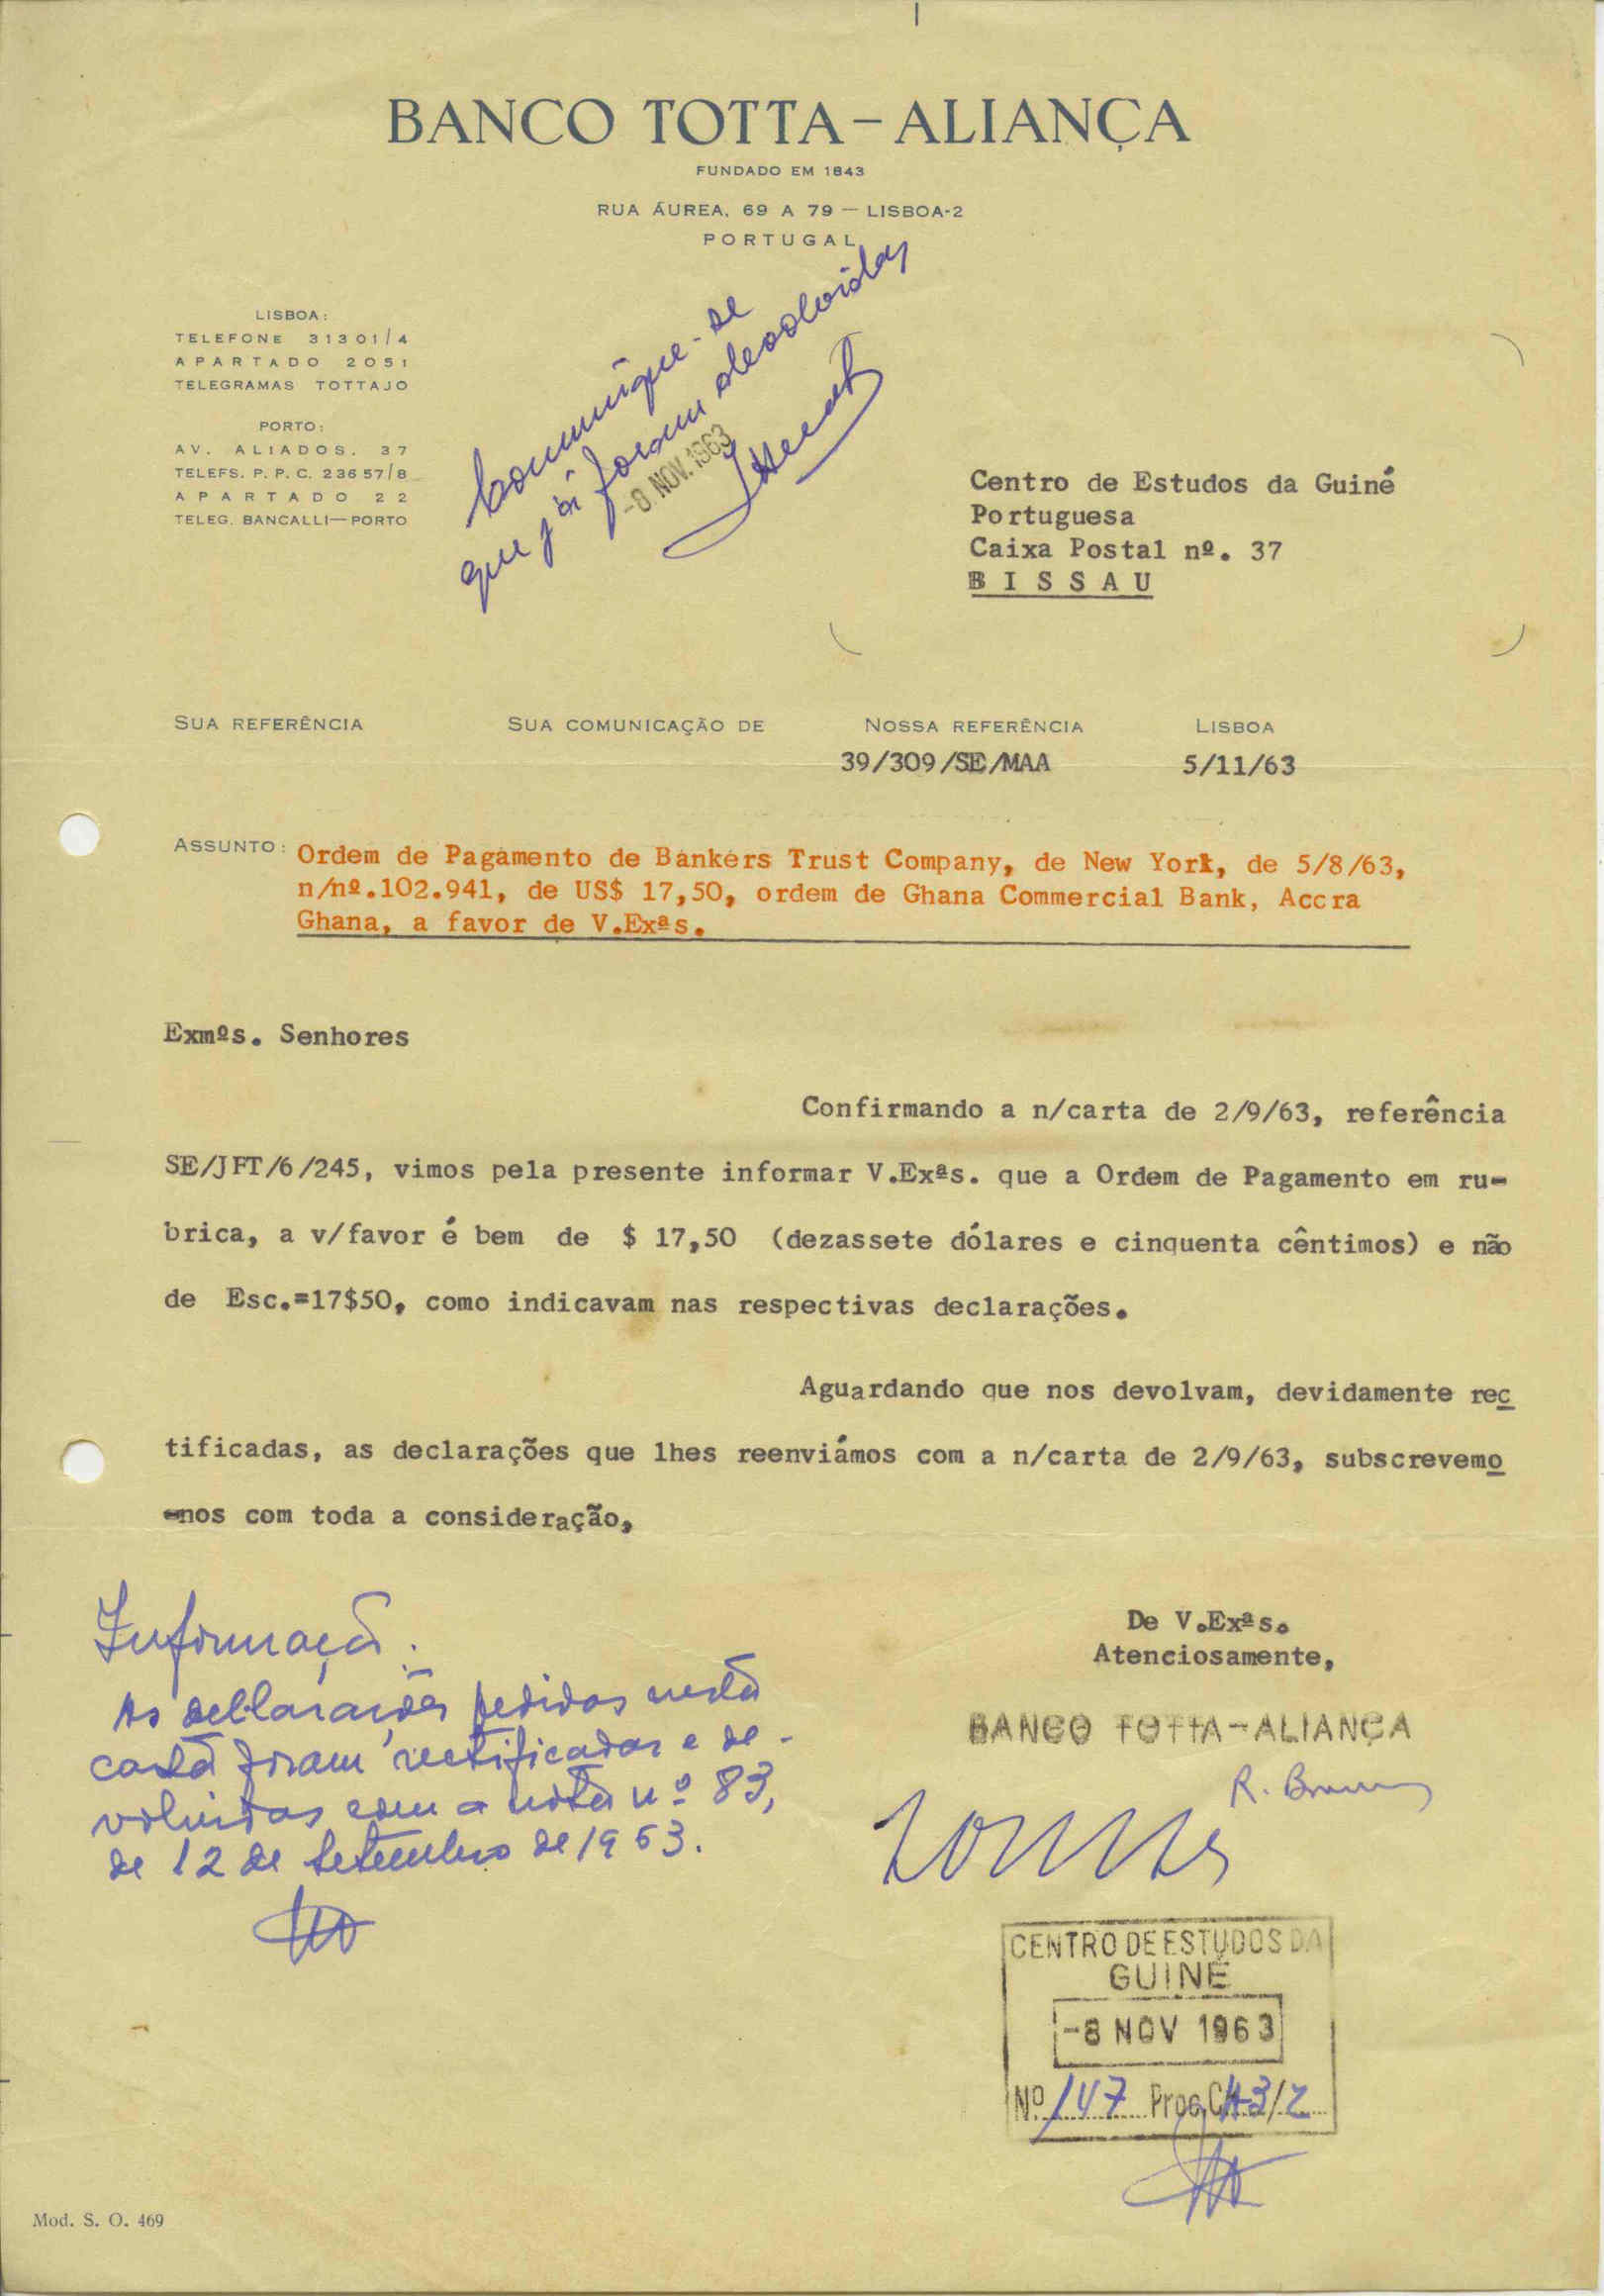 BANCO TOTTA-ALIANÇA
FUNDADO EM 1843
RUA ÁUREA, 69 A 79 — LISBOA-2
PORTUGAL
LISBOA:
TELEFONE 31301/4
APARTADO 2051
TELEGRAMAS TOTTAJO
PORTO:
AV. ALIADOS, 37
TELEFS. P. P. C. 23657/8
APARTADO 22
TELEG. BANCALLI—PORTO
Comunique-se
que já foram devolvidas
-8 NOV. 1963
Centro de Estudos da Guiné
Portuguesa
Caixa Postal nº. 37
BISSAU
SUA REFERÊNCIA SUA COMUNICAÇÃO DE NOSSA REFERÊNCIA LISBOA
39/309/SE/MAA 5/11/63
ASSUNTO: Ordem de Pagamento de Bankers Trust Company, de New York, de 5/8/63,
n/nº.102.941, de US$ 17,50, ordem de Ghana Commercial Bank, Accra
Ghana, a favor de V.Exªs.
Exmºs. Senhores
Confirmando a n/carta de 2/9/63, referência
SE/JFT/6/245, vimos pela presente informar V.Exªs. que a Ordem de Pagamento em ru-
brica, a v/favor é bem de $ 17,50 (dezassete dólares e cinquenta cêntimos) e não
de Esc.=17$50, como indicavam nas respectivas declarações.
Aguardando que nos devolvam, devidamente rec
tificadas, as declarações que lhes reenviámos com a n/carta de 2/9/63, subscrevemo
-nos com toda a consideração,
De V.Exªs.
Atenciosamente,
BANCO TOTTA-ALIANÇA
Informação.
As declarações pedidas nesta
carta foram rectificadas e de-
volvidas com a nota nº 83,
de 12 de Setembro de 1963.
CENTRO DE ESTUDOS DA
GUINÉ
-8 NOV 1963
Nº 147 Proc. CA3/2
Mod. S. O. 469